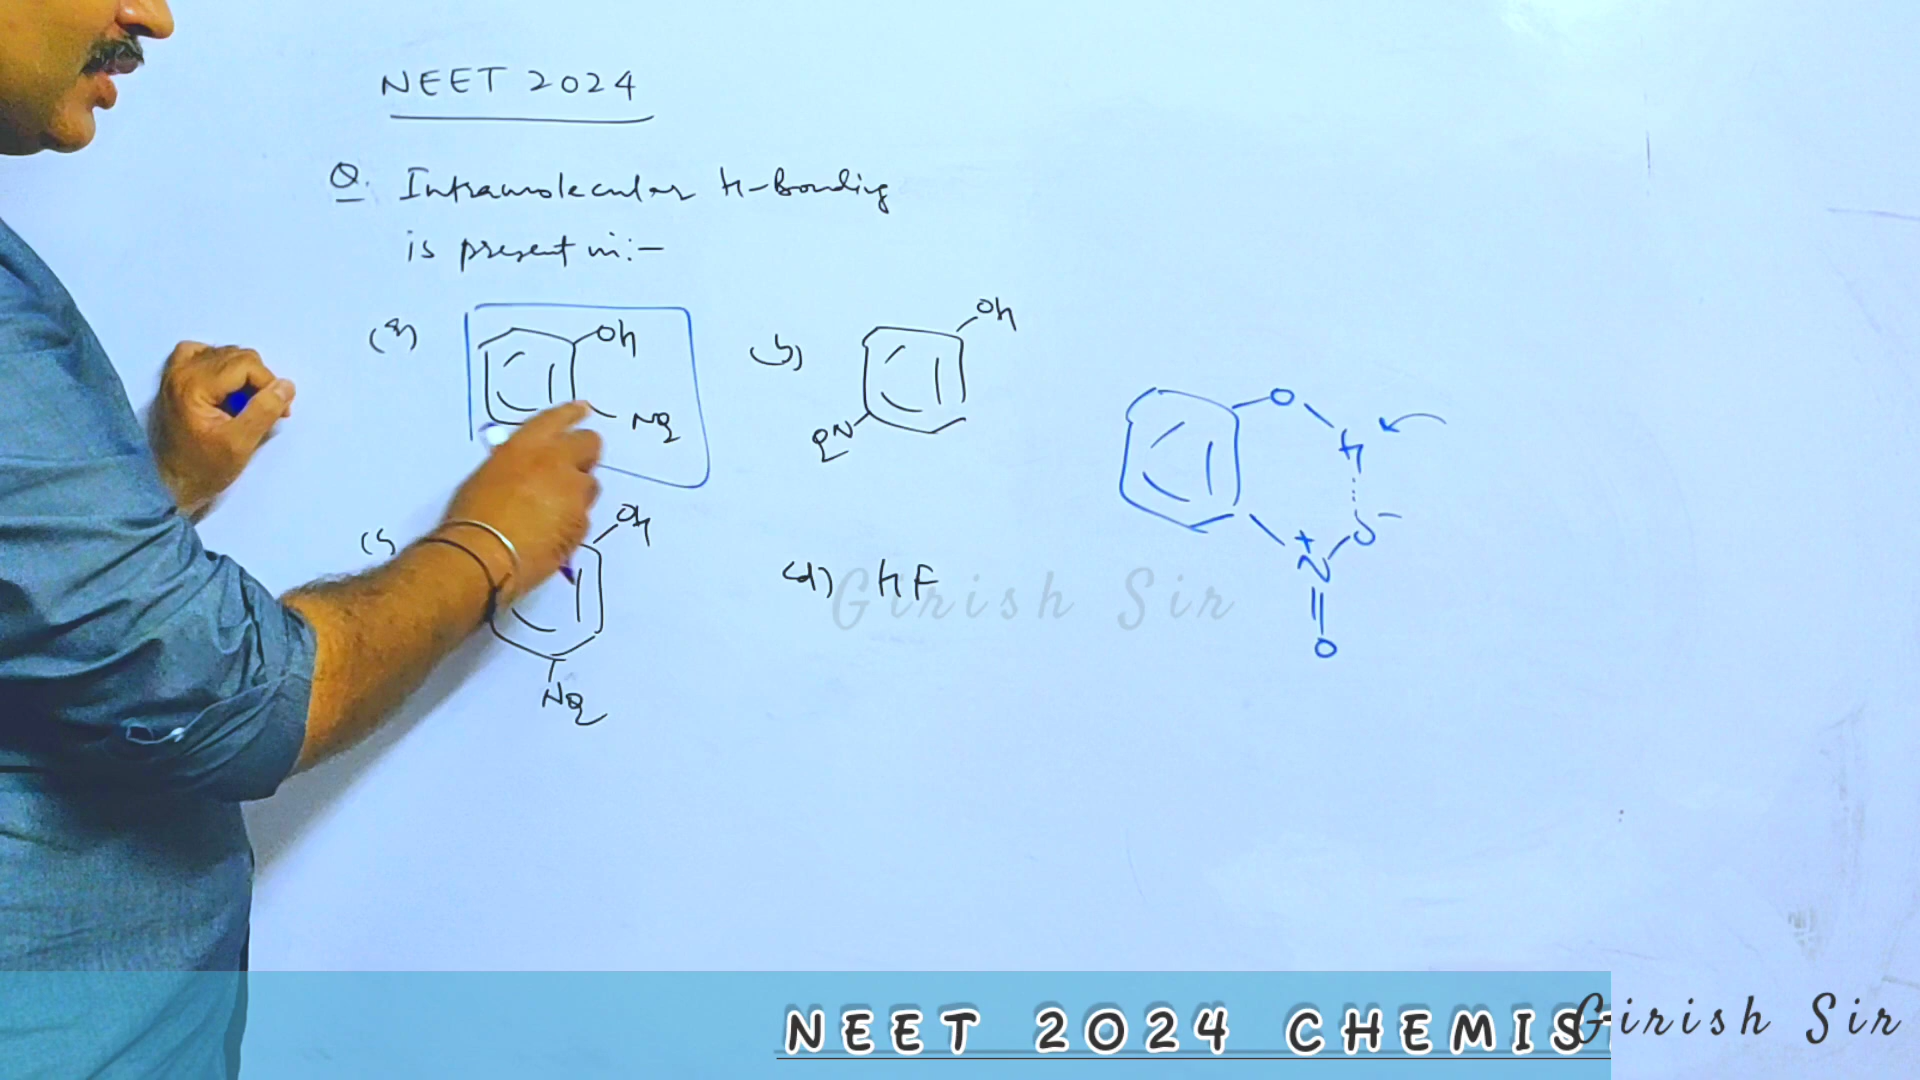 NEET 2024
Q. Intramolecular H-Bonding
is present in:-
(a) OH NO2
(b) OH O2N
(c) OH NO2
(d) HF
O H O- N+ O
Girish Sir
NEET 2024 CHEMIS
Girish Sir